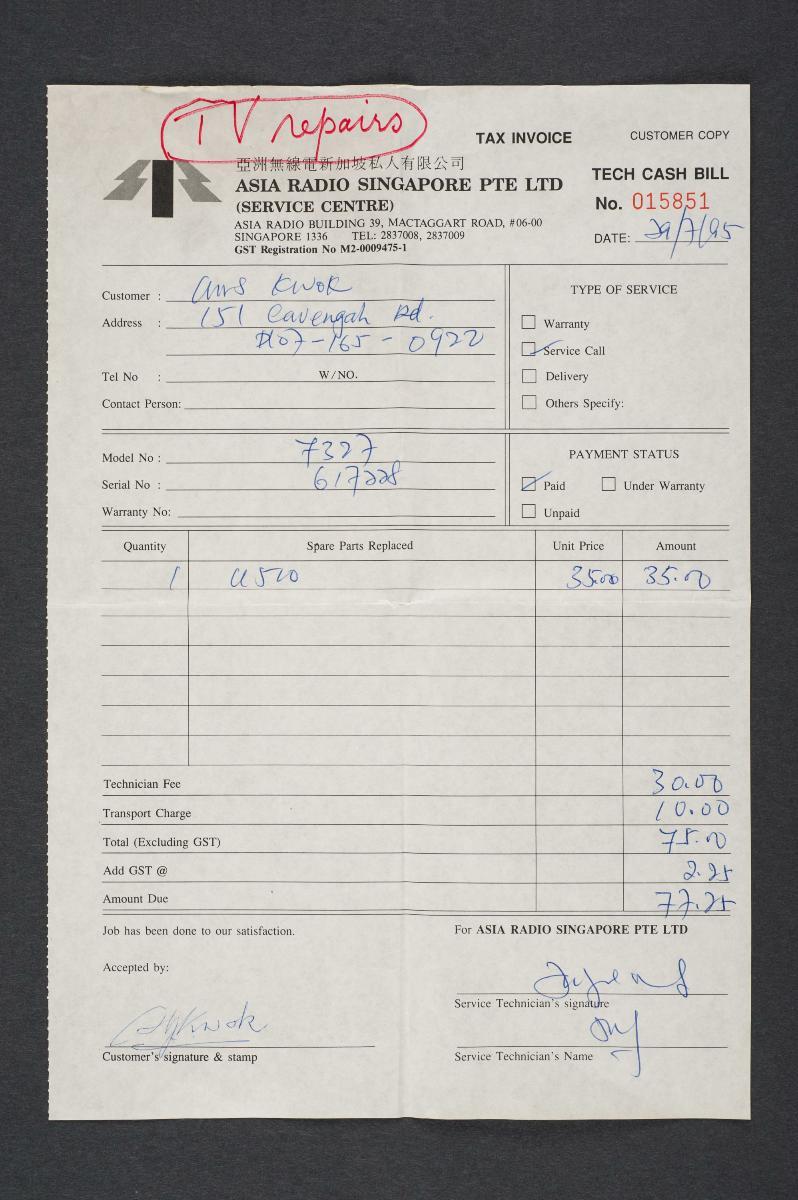 TV repairs
TAX INVOICE
CUSTOMER COPY
亞洲無線電新加坡私人有限公司
ASIA RADIO SINGAPORE PTE LTD
(SERVICE CENTRE)
ASIA RADIO BUILDING 39, MACTAGGART ROAD, #06-00
SINGAPORE 1336 TEL: 2837008, 2837009
GST Registration No M2-0009475-1
TECH CASH BILL
No. 015851
DATE: 29/7/95
Customer : Kwok
Address : 151 Cavengah Rd.
#07-165 - 0922
Tel No : W/NO.
Contact Person:
TYPE OF SERVICE
Warranty
Service Call
Delivery
Others Specify:
Model No : 7327
Serial No : 617228
Warranty No:
PAYMENT STATUS
Paid Under Warranty
Unpaid
Quantity Spare Parts Replaced Unit Price Amount
1 35.00 35.00
Technician Fee 30.00
Transport Charge 10.00
Total (Excluding GST) 75.00
Add GST @ 2.25
Amount Due 77.25
Job has been done to our satisfaction.
Accepted by:
Kwok
Customer's signature & stamp
For ASIA RADIO SINGAPORE PTE LTD
Service Technician's signature
Service Technician's Name